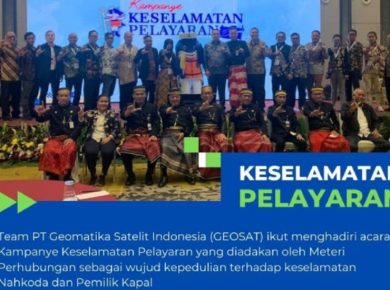 Kampanye
KESELAMATAN
PELAYARAN
KESELAMATAN
PELAYARAN
Team PT Geomatika Satelit Indonesia (GEOSAT) ikut menghadiri acara
Kampanye Keselamatan Pelayaran yang diadakan oleh Meteri
Perhubungan sebagai wujud kepedulian terhadap keselamatan
Nahkoda dan Pemilik Kapal